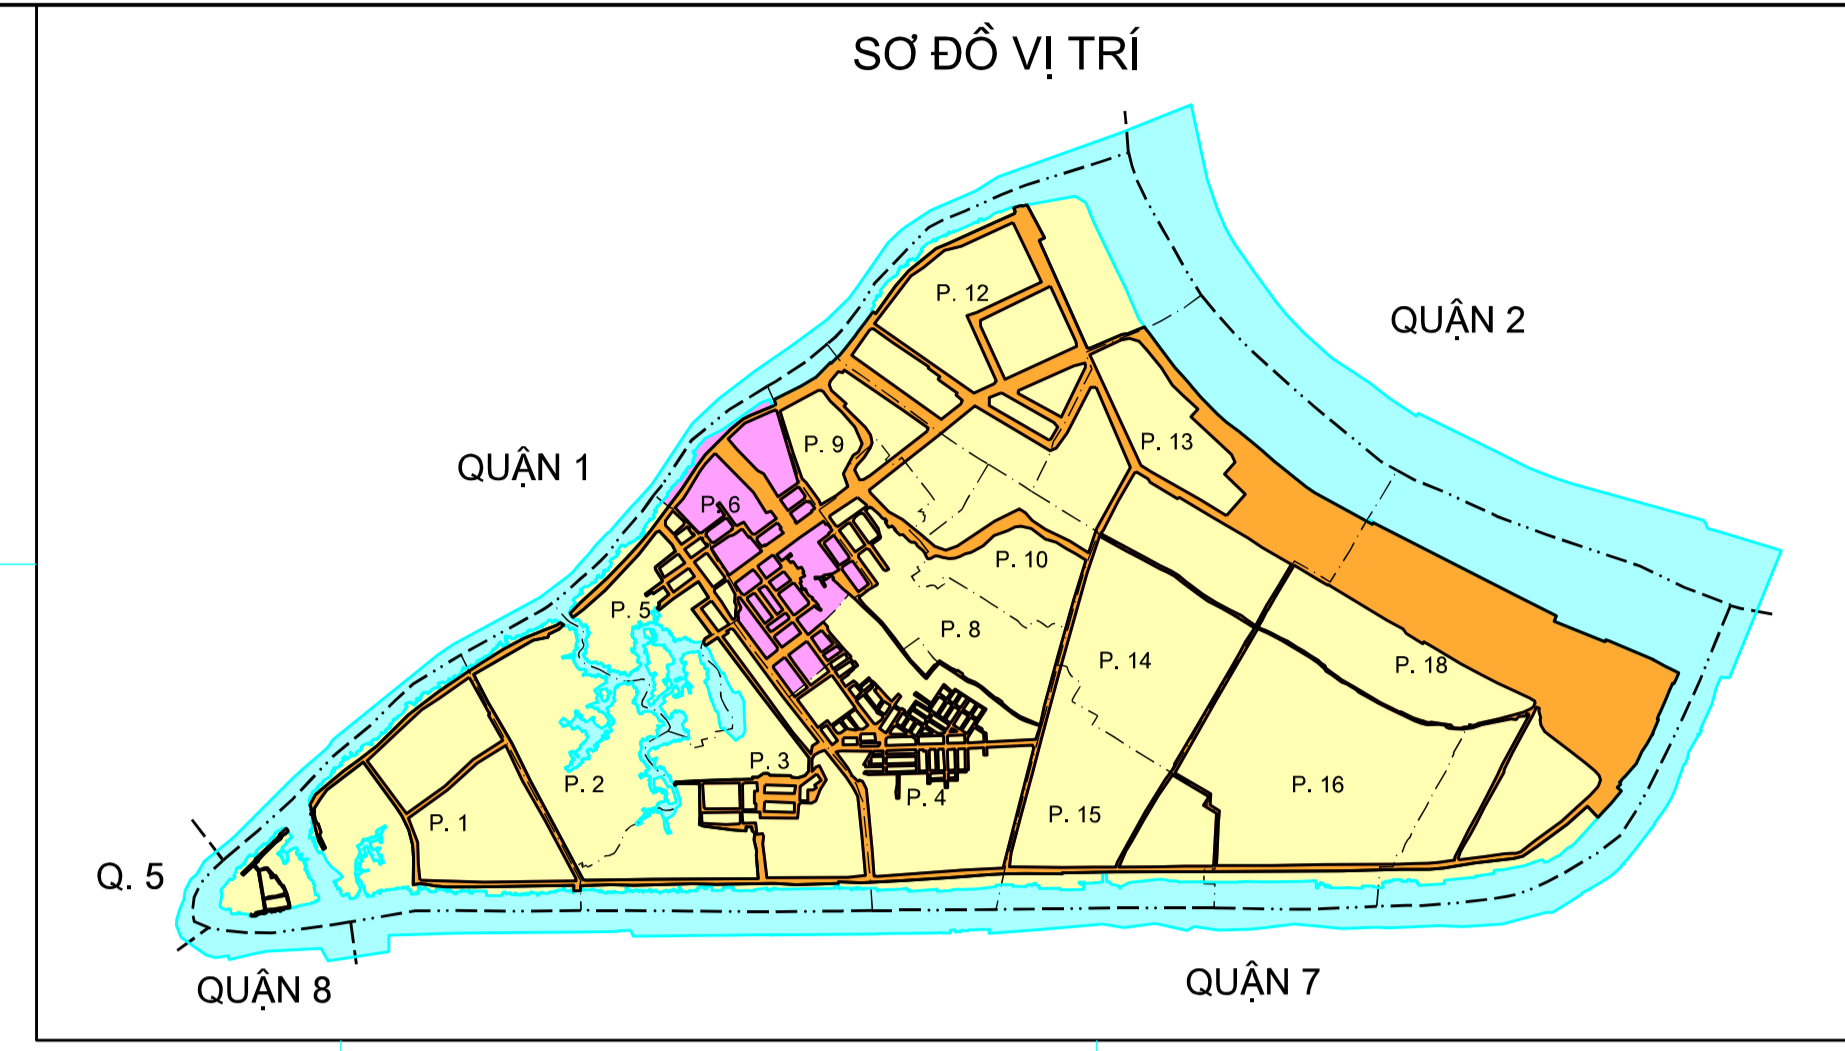 SƠ ĐỒ VỊ TRÍ
P. 12
QUẬN 2
P. 9
P. 13
QUẬN 1
P. 6
P. 10
P. 5
P. 8
P. 14
P. 18
P. 3
P. 2
P. 16
P. 4
P. 15
P. 1
Q. 5
QUẬN 7
QUẬN 8